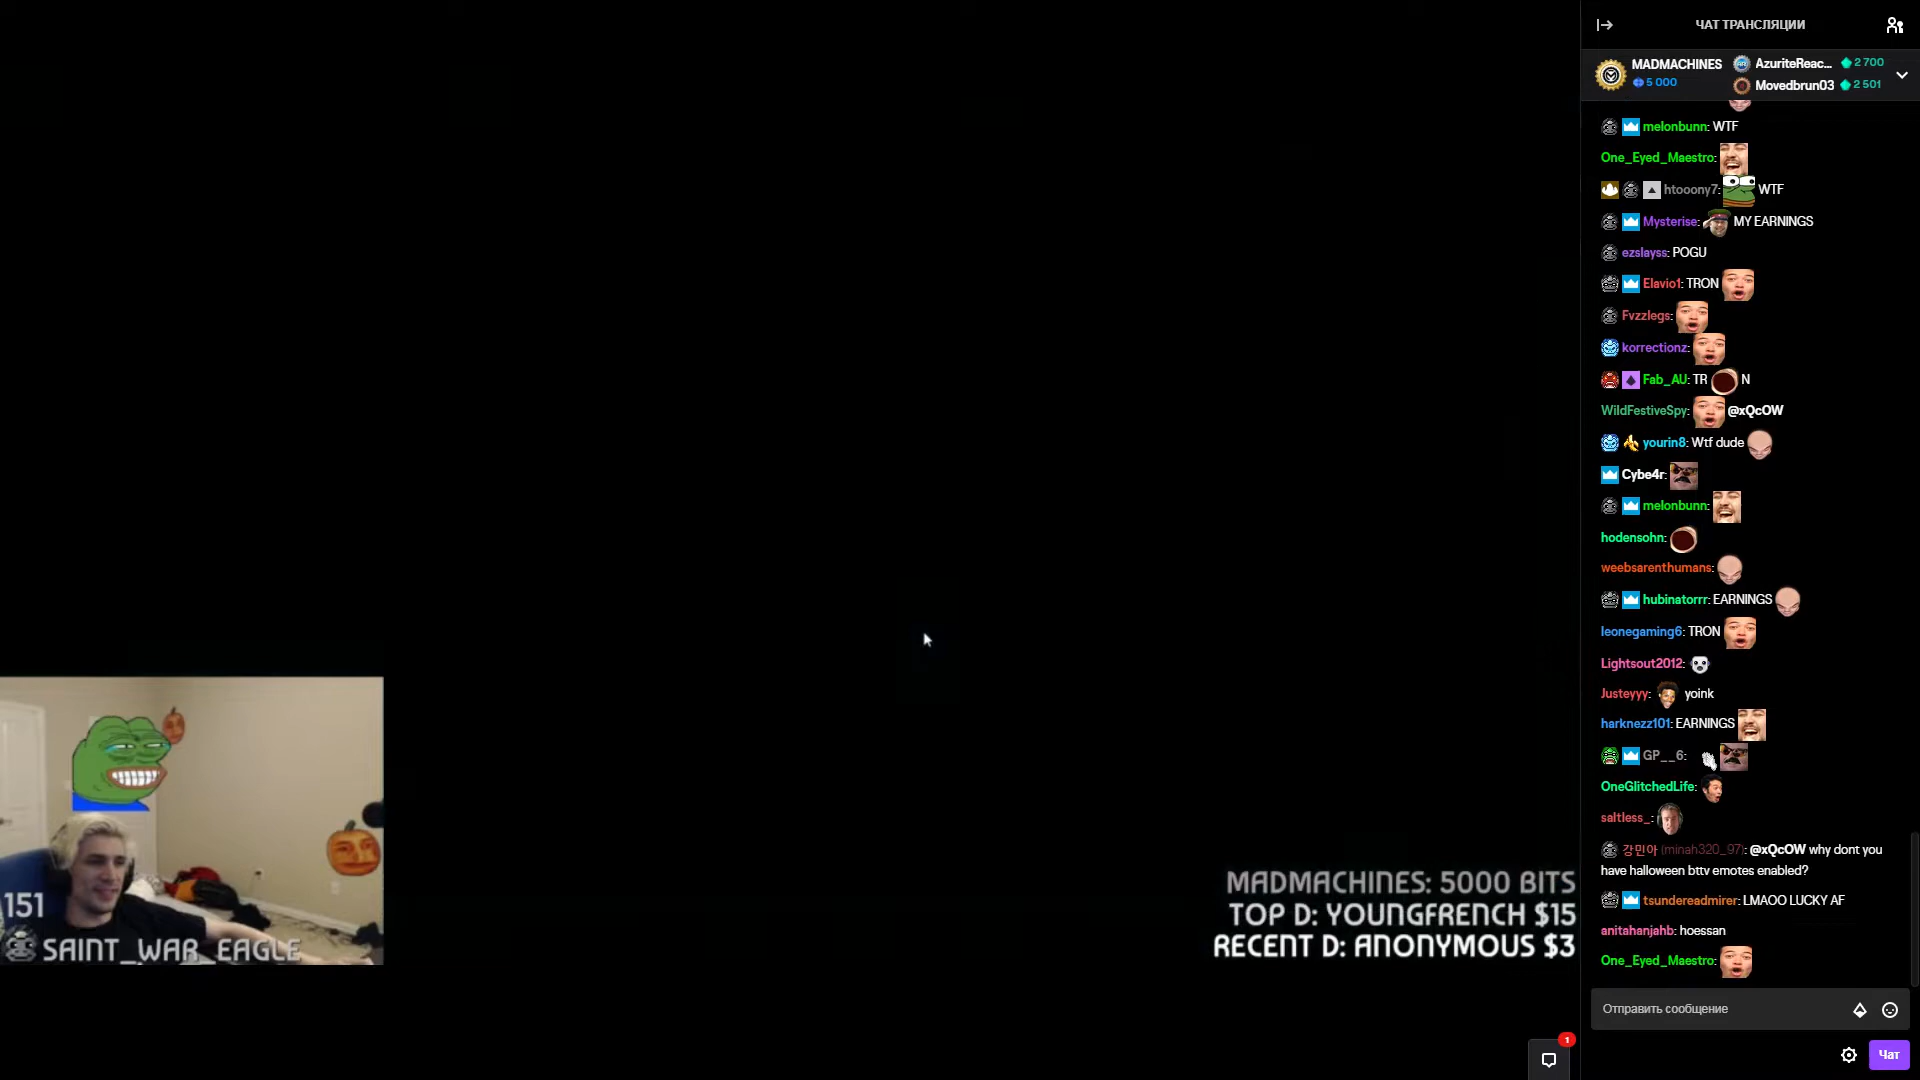 ЧАТ ТРАНСЛЯЦИИ
MADMACHINES
5 000
AzuriteReac... 2 700
Movedbrun03 2 501
melonbunn: WTF
One_Eyed_Maestro:
htooony7: WTF
Mysterise: MY EARNINGS
ezslayss: POGU
Elavio1: TRON
Fvzzlegs:
korrectionz:
Fab_AU: TR N
WildFestiveSpy: @xQcOW
yourin8: Wtf dude
Cybe4r:
melonbunn:
hodensohn:
weebsarenthumans:
hubinatorrr: EARNINGS
leonegaming6: TRON
Lightsout2012:
Justeyyy: yoink
harknezz101: EARNINGS
GP__6:
OneGlitchedLife:
saltless_:
강민아 (minah320_97): @xQcOW why dont you
have halloween bttv emotes enabled?
tsundereadmirer: LMAOO LUCKY AF
anitahanjahb: hoessan
One_Eyed_Maestro:
Отправить сообщение
Чат
1
151
SAINT_WAR_EAGLE
MADMACHINES: 5000 BITS
TOP D: YOUNGFRENCH $15
RECENT D: ANONYMOUS $3